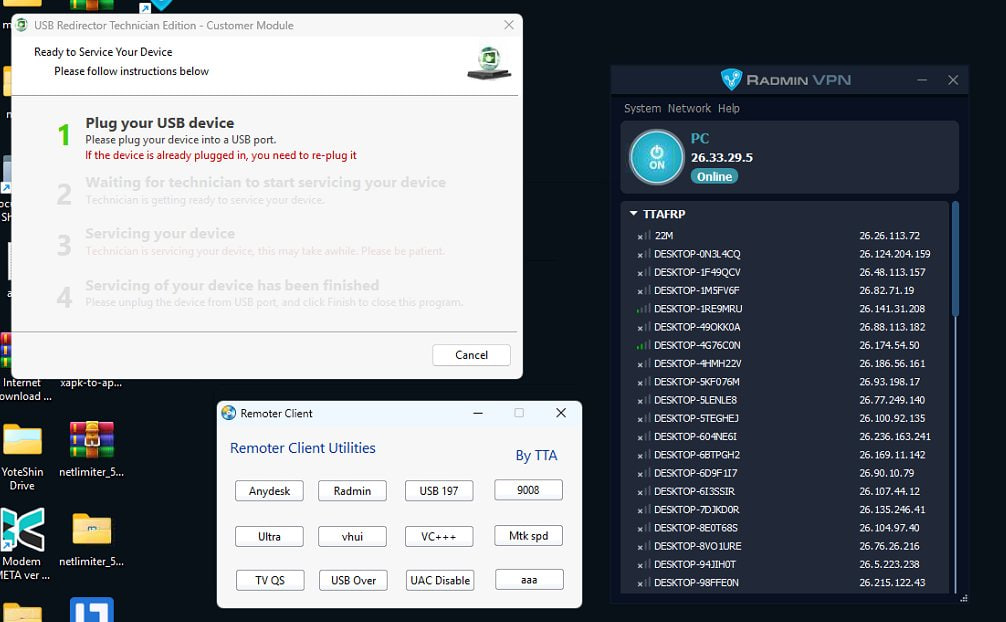 USB Redirector Technician Edition - Customer Module
Ready to Service Your Device
Please follow instructions below
1 Plug your USB device
Please plug your device into a USB port.
If the device is already plugged in, you need to re-plug it
2 Waiting for technician to start servicing your device
Technician is getting ready to service your device.
3 Servicing your device
Technician is servicing your device, this may take awhile. Please be patient.
4 Servicing of your device has been finished
Please unplug the device from USB port, and click Finish to close this program.
Cancel
Internet
ownload ...
xapk-to-ap...
YoteShin
Drive
netlimiter_5...
Modem
META ver ...
netlimiter_5...
Remoter Client
Remoter Client Utilities
By TTA
Anydesk Radmin USB 197 9008
Ultra vhui VC+++ Mtk spd
TV QS USB Over UAC Disable aaa
RADMIN VPN
System Network Help
ON
PC
26.33.29.5
Online
TTAFRP
22M 26.26.113.72
DESKTOP-0N3L4CQ 26.124.204.159
DESKTOP-1F49QCV 26.48.113.157
DESKTOP-1M5FV6F 26.82.71.19
DESKTOP-1RE9MRU 26.141.31.208
DESKTOP-49OKK0A 26.88.113.182
DESKTOP-4G76C0N 26.174.54.50
DESKTOP-4HMH22V 26.186.56.161
DESKTOP-5KF076M 26.93.198.17
DESKTOP-5LENLE8 26.77.249.140
DESKTOP-5TEGHEJ 26.100.92.135
DESKTOP-604NE6I 26.236.163.241
DESKTOP-6BTPGH2 26.169.11.142
DESKTOP-6D9F1I7 26.90.10.79
DESKTOP-6I3SSIR 26.107.44.12
DESKTOP-7DJKD0R 26.135.246.41
DESKTOP-8E0T68S 26.104.97.40
DESKTOP-8VO1URE 26.76.26.216
DESKTOP-94JIH0T 26.5.223.238
DESKTOP-98FFE0N 26.215.122.43